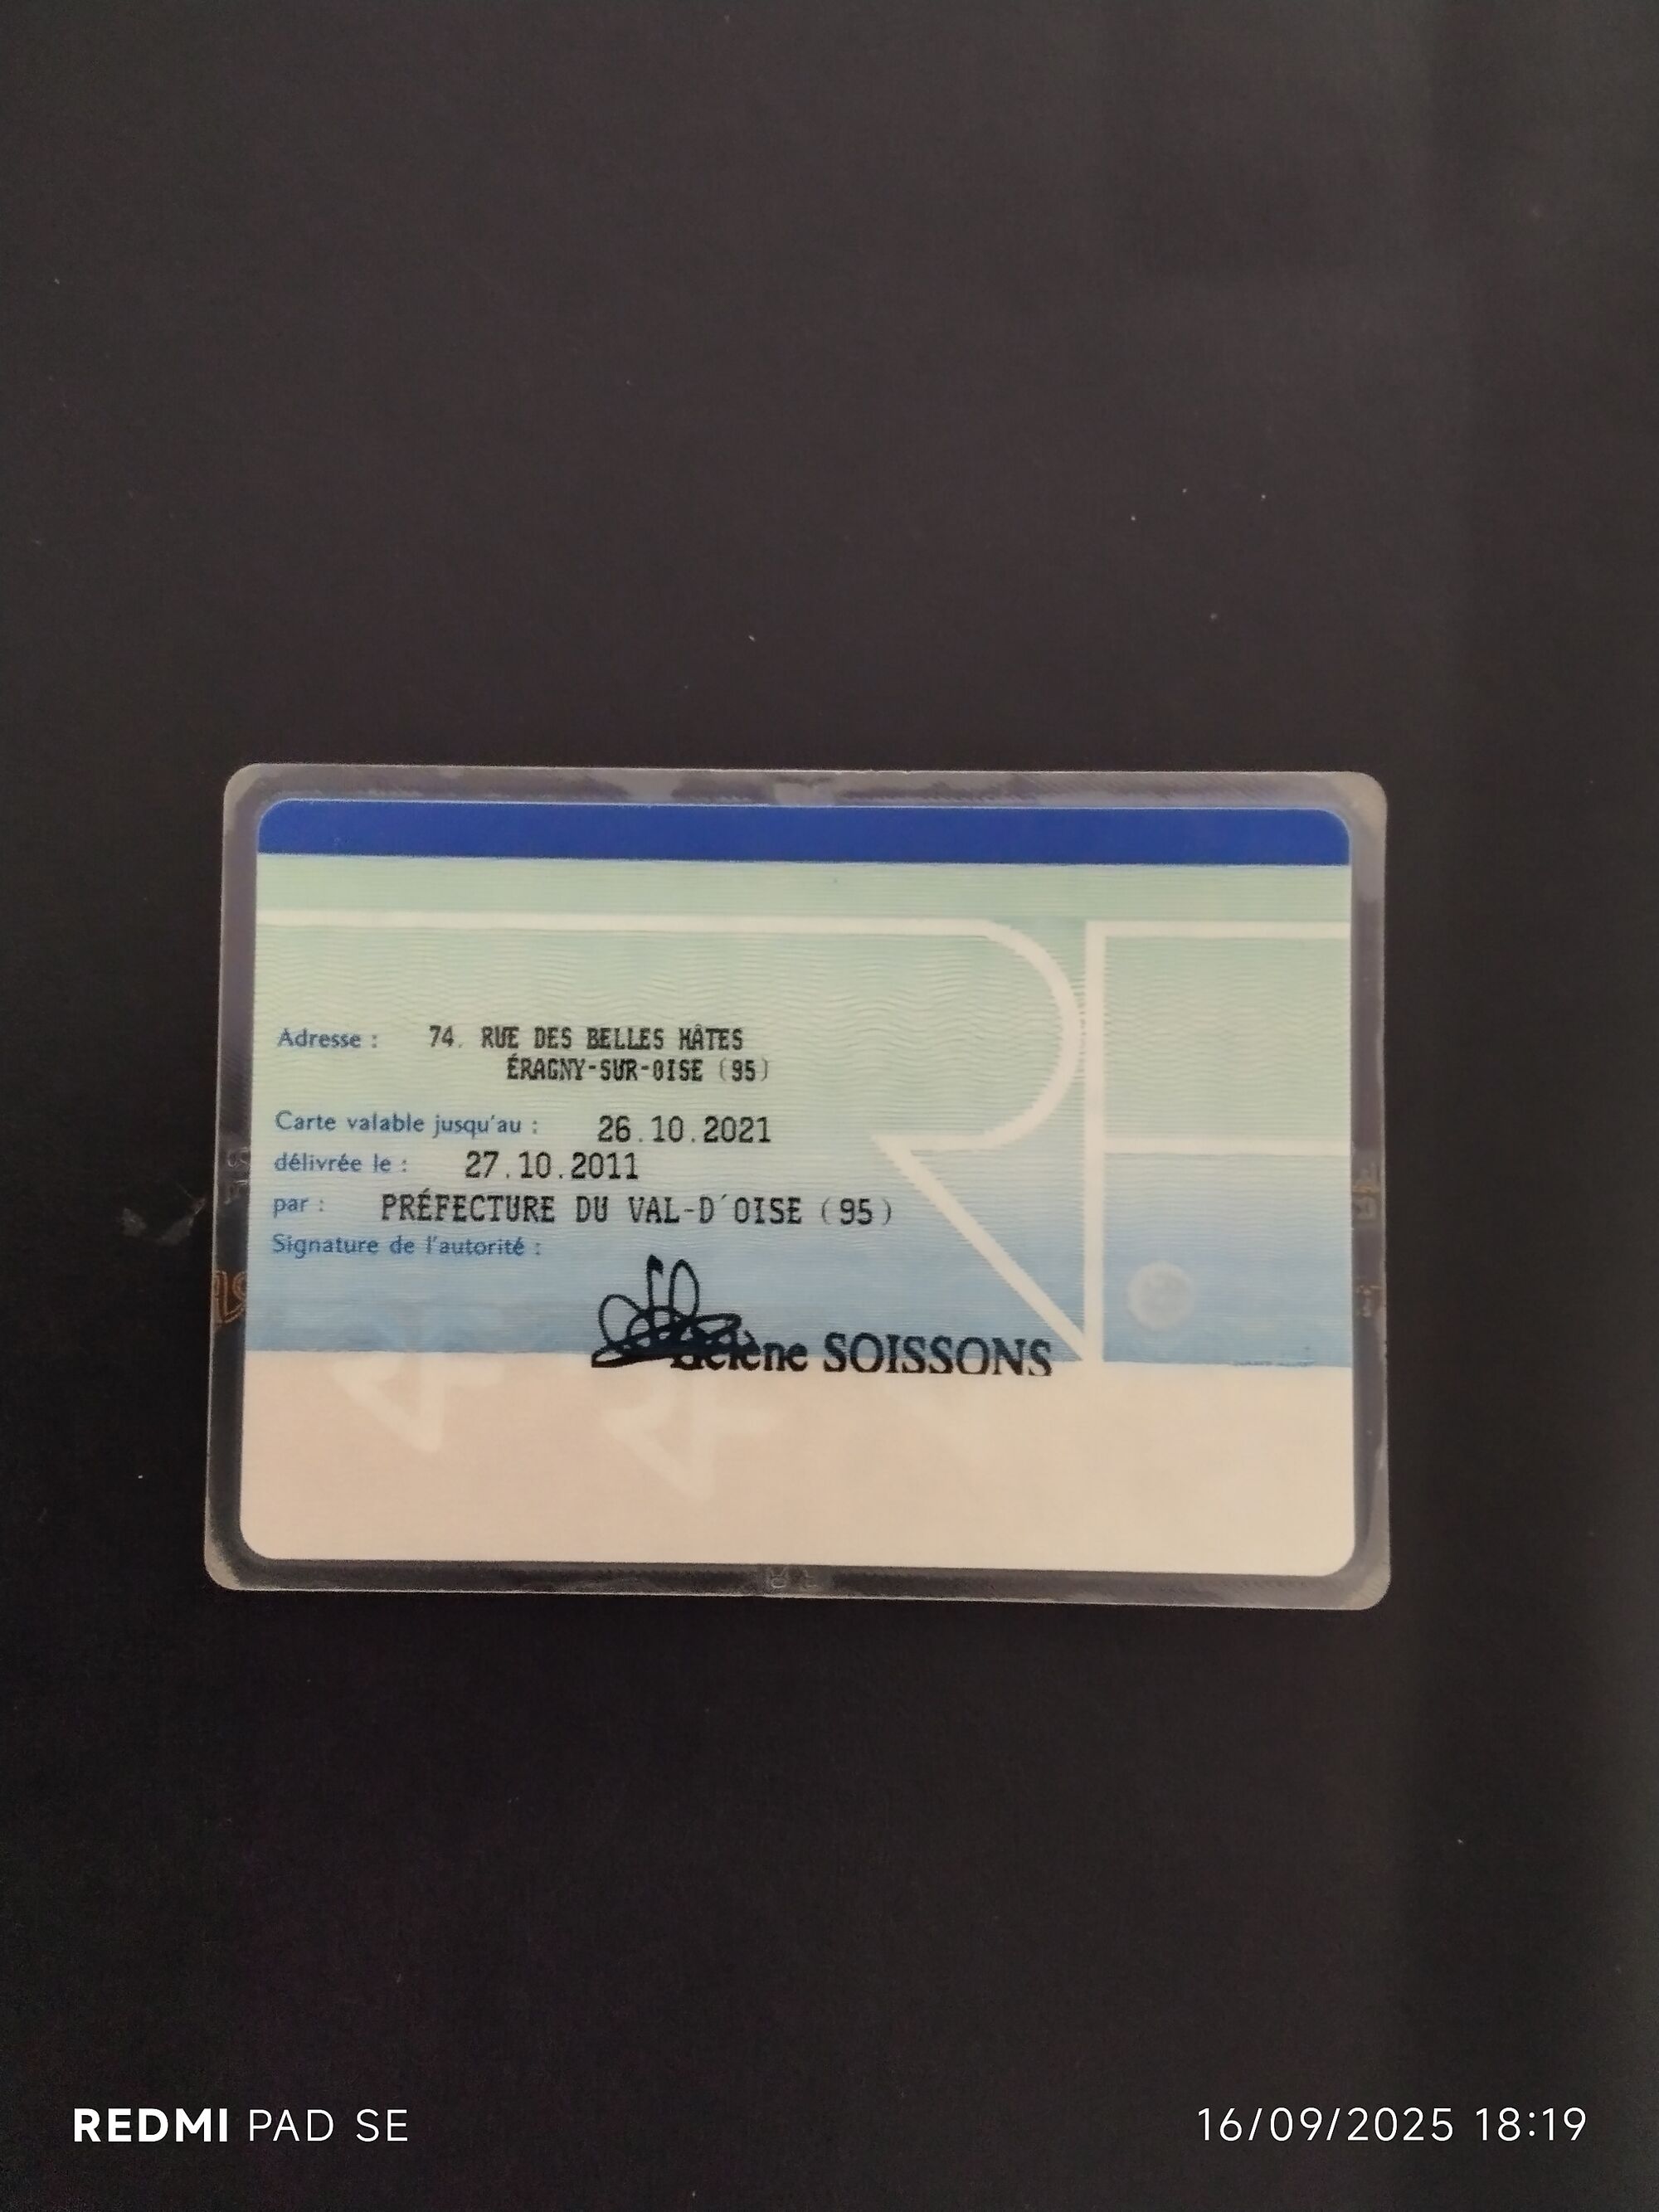 Adresse : 74. RUE DES BELLES HÂTES
ÉRAGNY-SUR-OISE (95)
Carte valable jusqu'au : 26.10.2021
délivrée le : 27.10.2011
par : PRÉFECTURE DU VAL-D´OISE (95)
Signature de l'autorité :
Hélène SOISSONS
REDMI PAD SE
16/09/2025 18:19